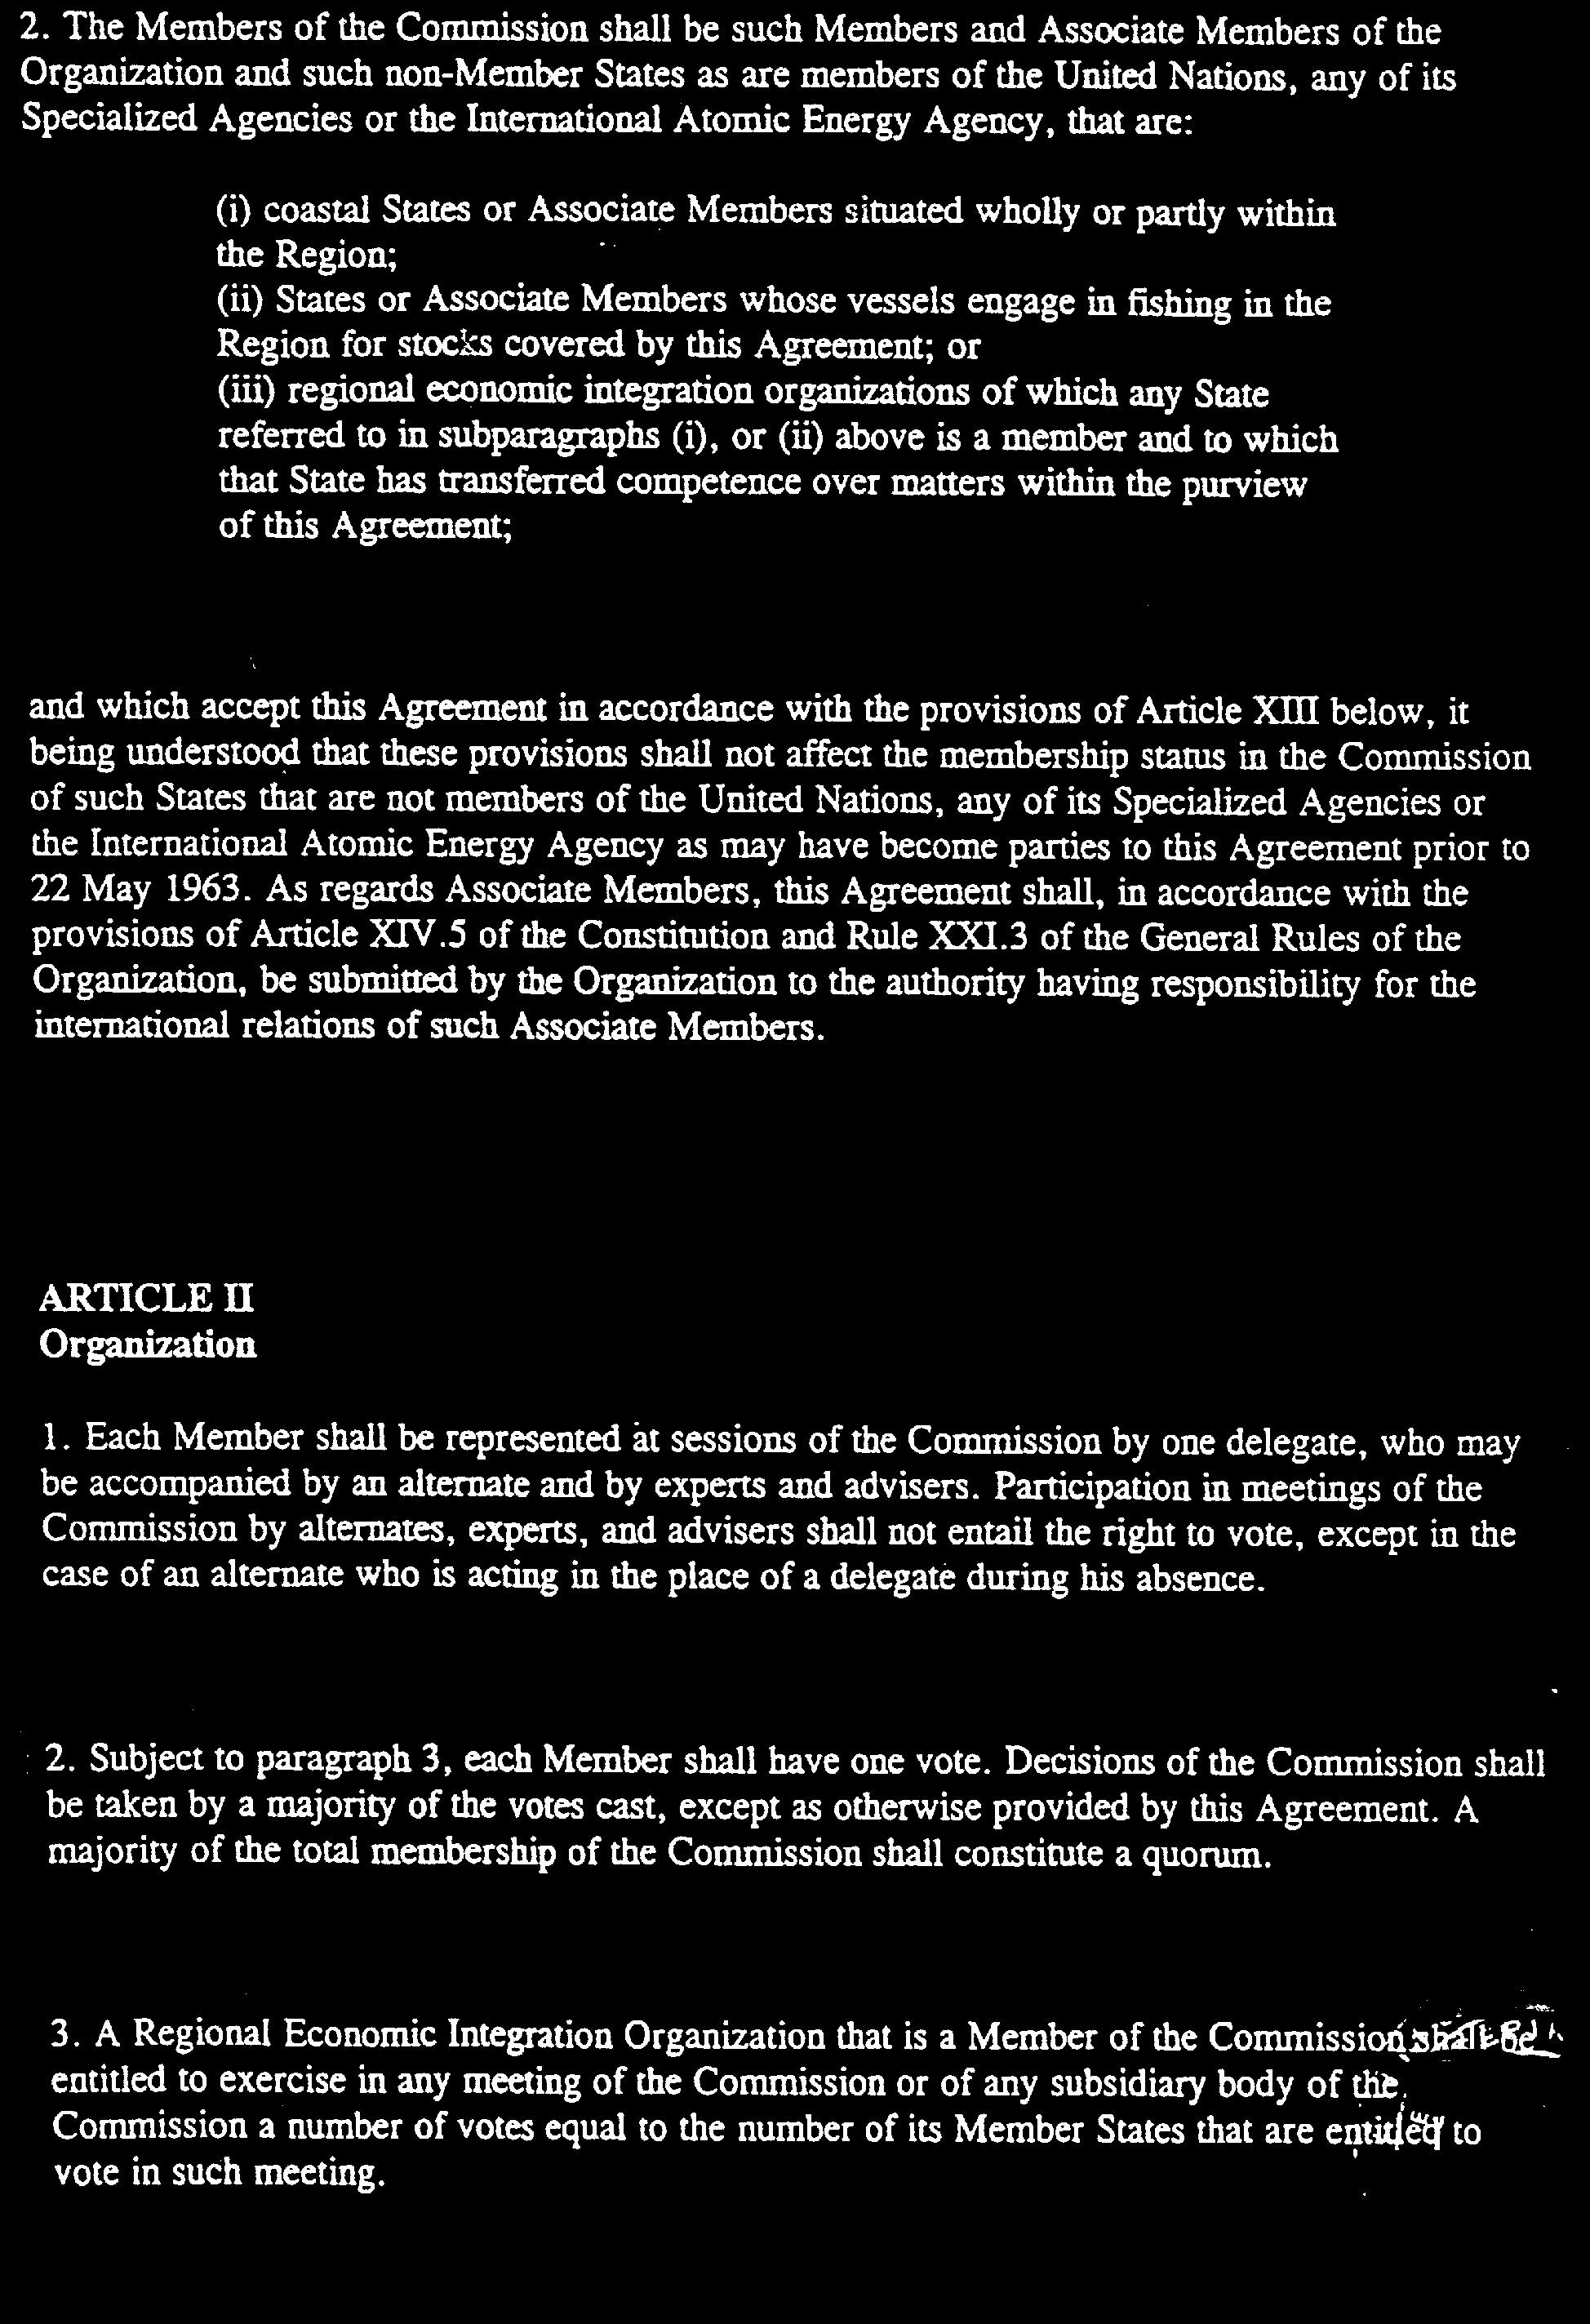 2. The Members of the Commission shall be such Members and Associate Members of the
Organization and such non-Member States as are members of the United Nations, any of its
Specialized Agencies or the International Atomic Energy Agency, that are:
(i) coastal States or Associate Members situated wholly or partly within
the Region;
(ii) States or Associate Members whose vessels engage in fishing in the
Region for stocks covered by this Agreement; or
(iii) regional economic integration organizations of which any State
referred to in subparagraphs (i), or (ii) above is a member and to which
that State has transferred competence over matters within the purview
of this Agreement;
and which accept this Agreement in accordance with the provisions of Article XIII below, it
being understood that these provisions shall not affect the membership status in the Commission
of such States that are not members of the United Nations, any of its Specialized Agencies or
the International Atomic Energy Agency as may have become parties to this Agreement prior to
22 May 1963. As regards Associate Members, this Agreement shall, in accordance with the
provisions of Article XIV.5 of the Constitution and Rule XXI.3 of the General Rules of the
Organization, be submitted by the Organization to the authority having responsibility for the
international relations of such Associate Members.
ARTICLE II
Organization
1. Each Member shall be represented at sessions of the Commission by one delegate, who may
be accompanied by an alternate and by experts and advisers. Participation in meetings of the
Commission by alternates, experts, and advisers shall not entail the right to vote, except in the
case of an alternate who is acting in the place of a delegate during his absence.
2. Subject to paragraph 3, each Member shall have one vote. Decisions of the Commission shall
be taken by a majority of the votes cast, except as otherwise provided by this Agreement. A
majority of the total membership of the Commission shall constitute a quorum.
3. A Regional Economic Integration Organization that is a Member of the Commission shall be
entitled to exercise in any meeting of the Commission or of any subsidiary body of the
Commission a number of votes equal to the number of its Member States that are entitled to
vote in such meeting.